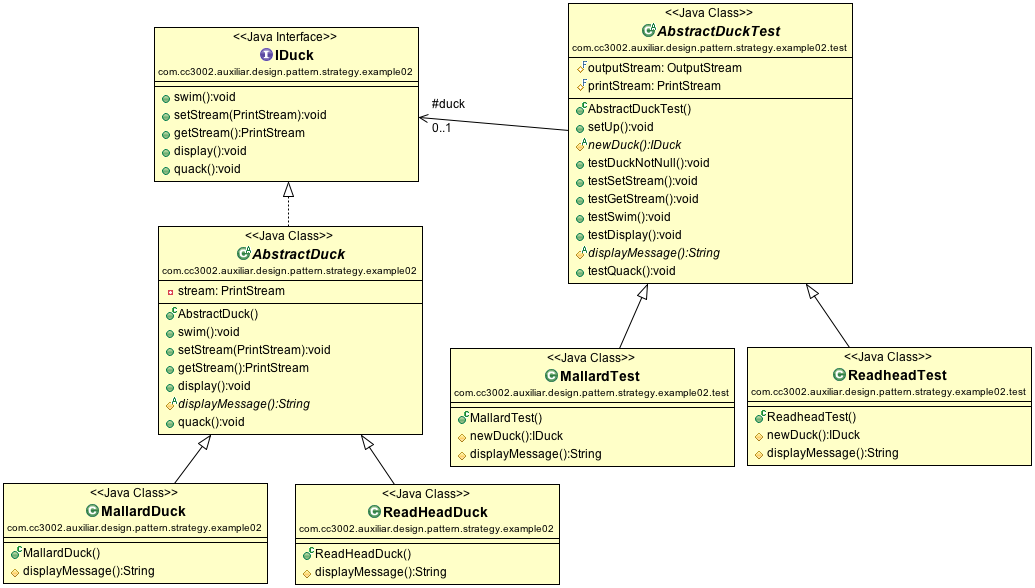 <<Java Interface>>
IDuck
com.cc3002.auxiliar.design.pattern.strategy.example02
swim():void
setStream(PrintStream):void
getStream():PrintStream
display():void
quack():void
#duck
0..1
<<Java Class>>
AbstractDuckTest
com.cc3002.auxiliar.design.pattern.strategy.example02.test
outputStream: OutputStream
printStream: PrintStream
AbstractDuckTest()
setUp():void
newDuck():IDuck
testDuckNotNull():void
testSetStream():void
testGetStream():void
testSwim():void
testDisplay():void
displayMessage():String
testQuack():void
<<Java Class>>
AbstractDuck
com.cc3002.auxiliar.design.pattern.strategy.example02
stream: PrintStream
AbstractDuck()
swim():void
setStream(PrintStream):void
getStream():PrintStream
display():void
displayMessage():String
quack():void
<<Java Class>>
MallardTest
com.cc3002.auxiliar.design.pattern.strategy.example02.test
MallardTest()
newDuck():IDuck
displayMessage():String
<<Java Class>>
ReadheadTest
com.cc3002.auxiliar.design.pattern.strategy.example02.test
ReadheadTest()
newDuck():IDuck
displayMessage():String
<<Java Class>>
MallardDuck
com.cc3002.auxiliar.design.pattern.strategy.example02
MallardDuck()
displayMessage():String
<<Java Class>>
ReadHeadDuck
com.cc3002.auxiliar.design.pattern.strategy.example02
ReadHeadDuck()
displayMessage():String